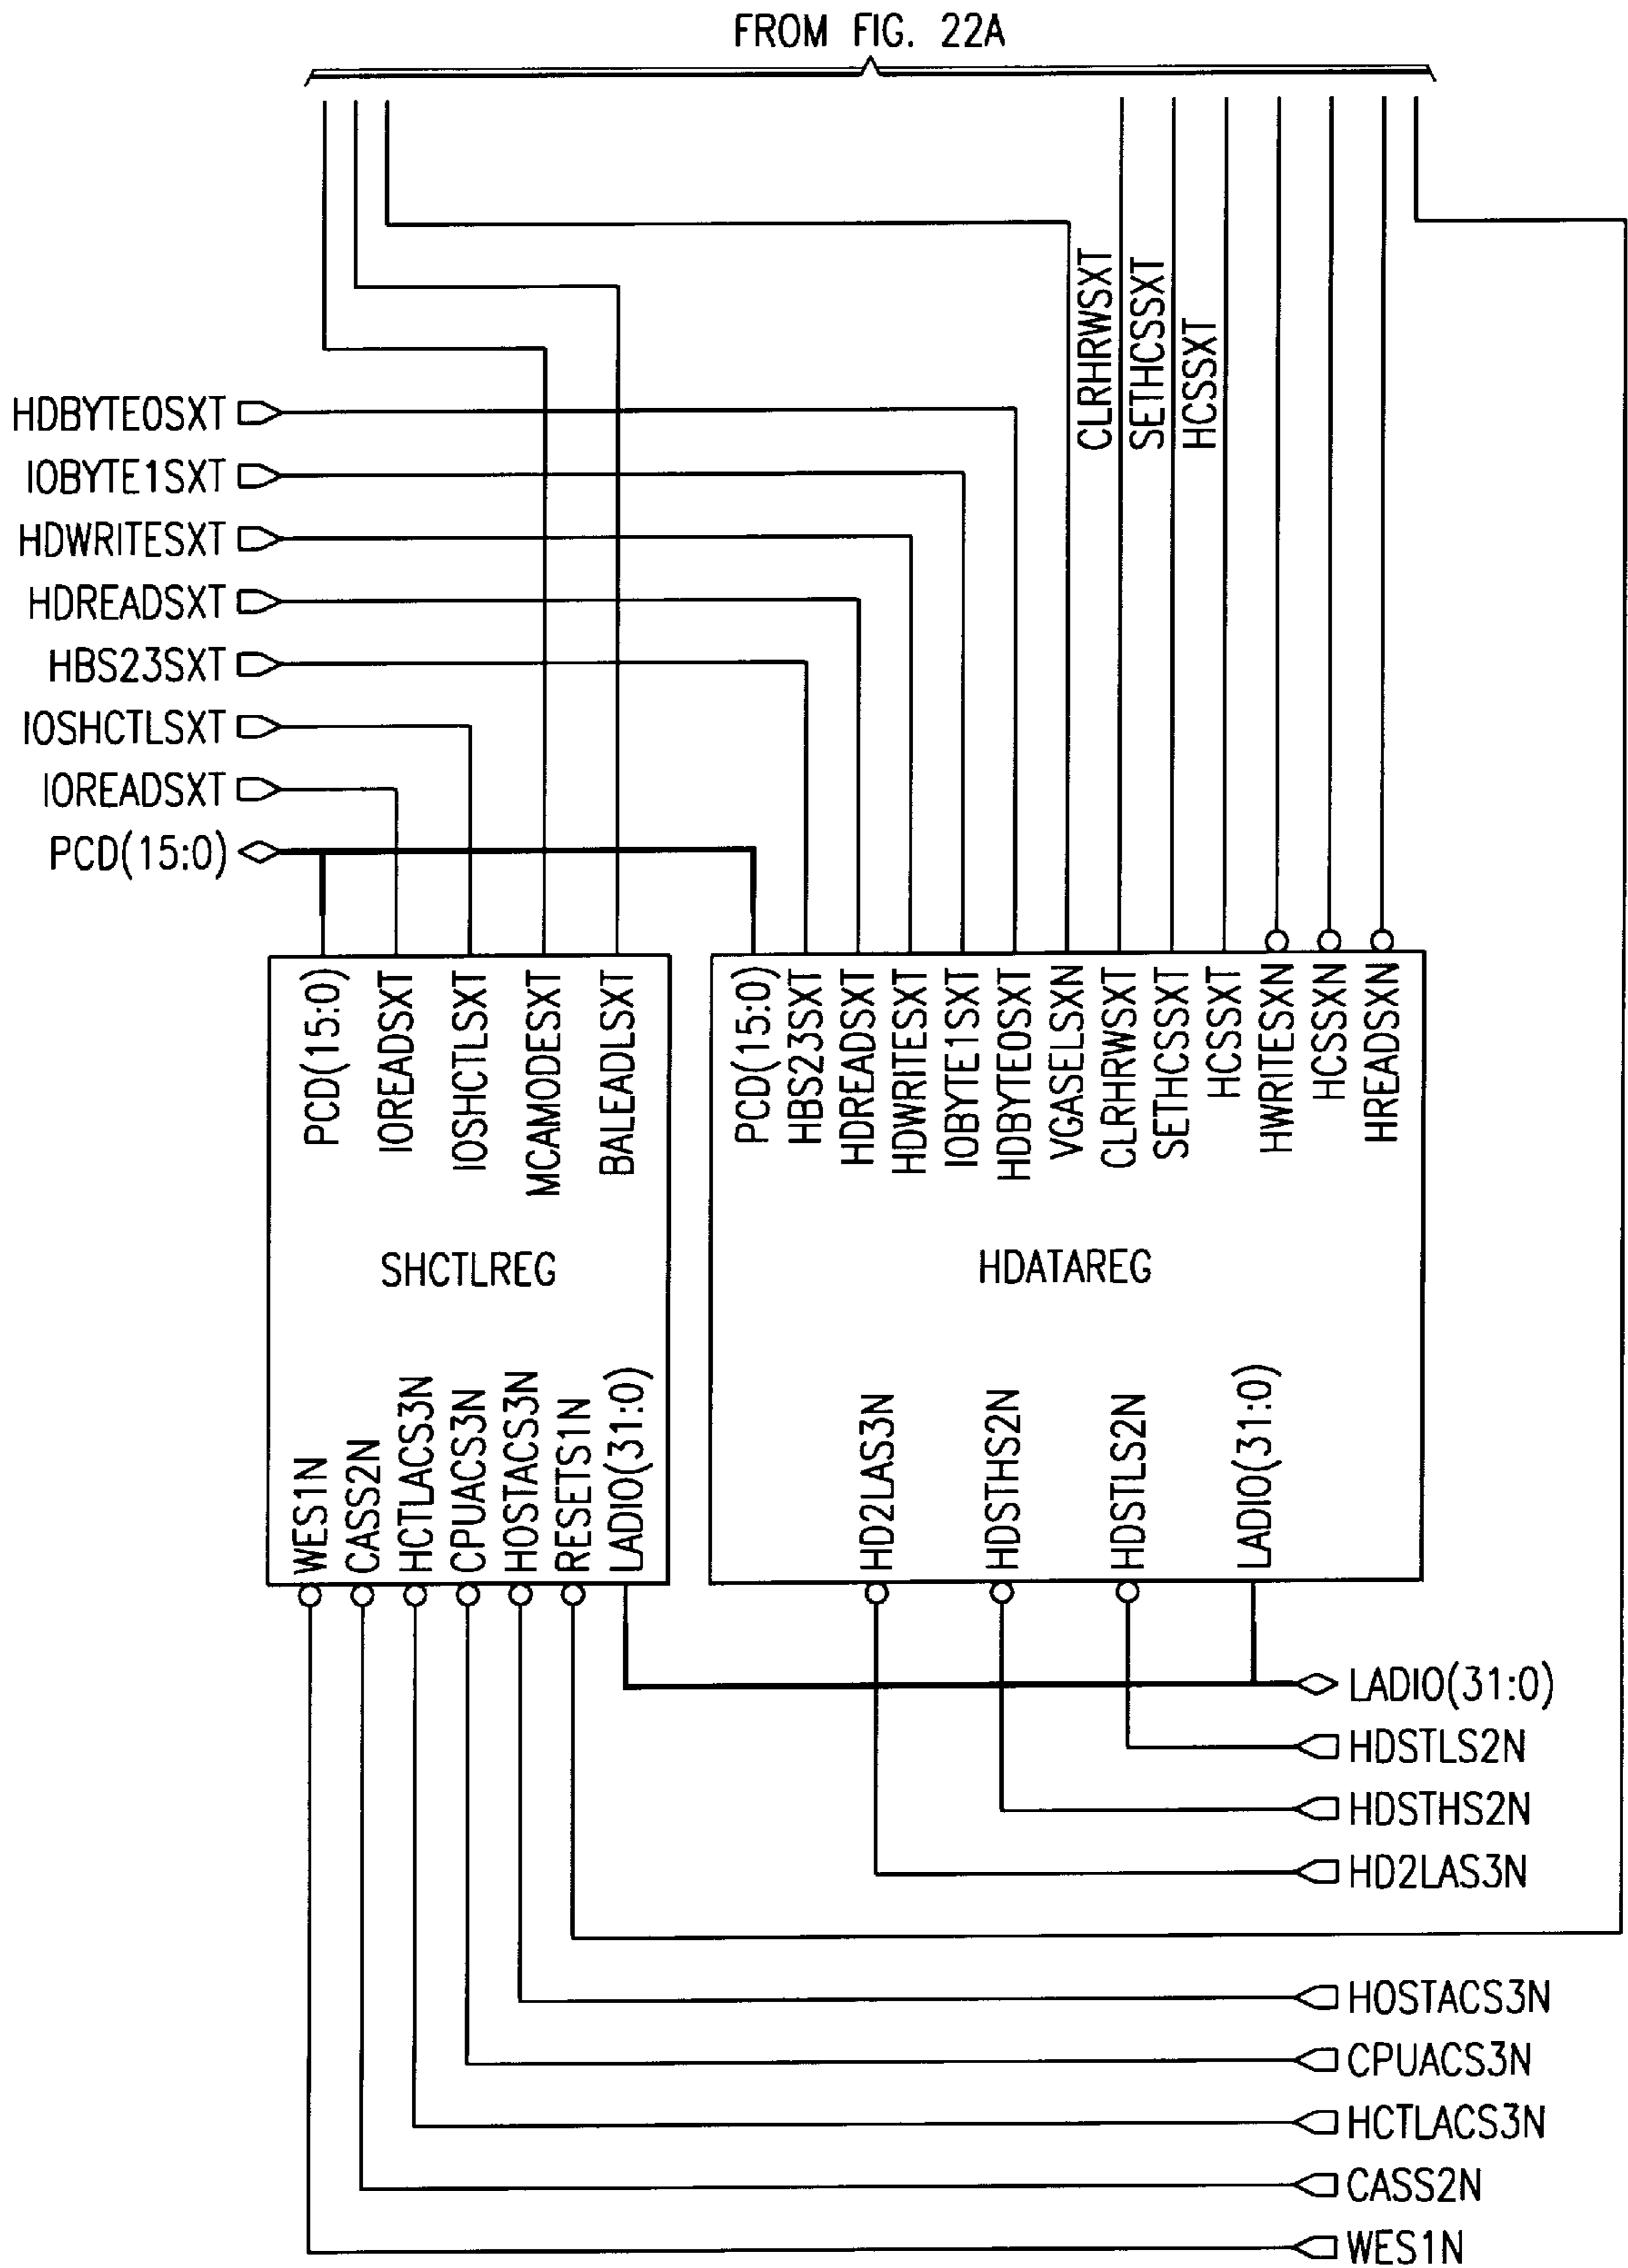 FROM FIG. 22A
CLRHRWSXT
SETHCSSXT
HCSSXT
HDBYTE0SXT
IOBYTE1SXT
HDWRITESXT
HDREADSXT
HBS23SXT
IOSHCTLSXT
IOREADSXT
PCD(15:0)
PCD(15:0)
IOREADSXT
IOSHCTLSXT
MCAMODESXT
BALEADLSXT
SHCTLREG
WES1N
CASS2N
HCTLACS3N
CPUACS3N
HOSTACS3N
RESETS1N
LADIO(31:0)
PCD(15:0)
HBS23SXT
HDREADSXT
HDWRITESXT
IOBYTE1SXT
HDBYTE0SXT
VGASELSXN
CLRHRWSXT
SETHCSSXT
HCSSXT
HWRITESXN
HCSSXN
HREADSXN
HDATAREG
HD2LAS3N
HDSTHS2N
HDSTLS2N
LADIO(31:0)
LADIO(31:0)
HDSTLS2N
HDSTHS2N
HD2LAS3N
HOSTACS3N
CPUACS3N
HCTLACS3N
CASS2N
WES1N